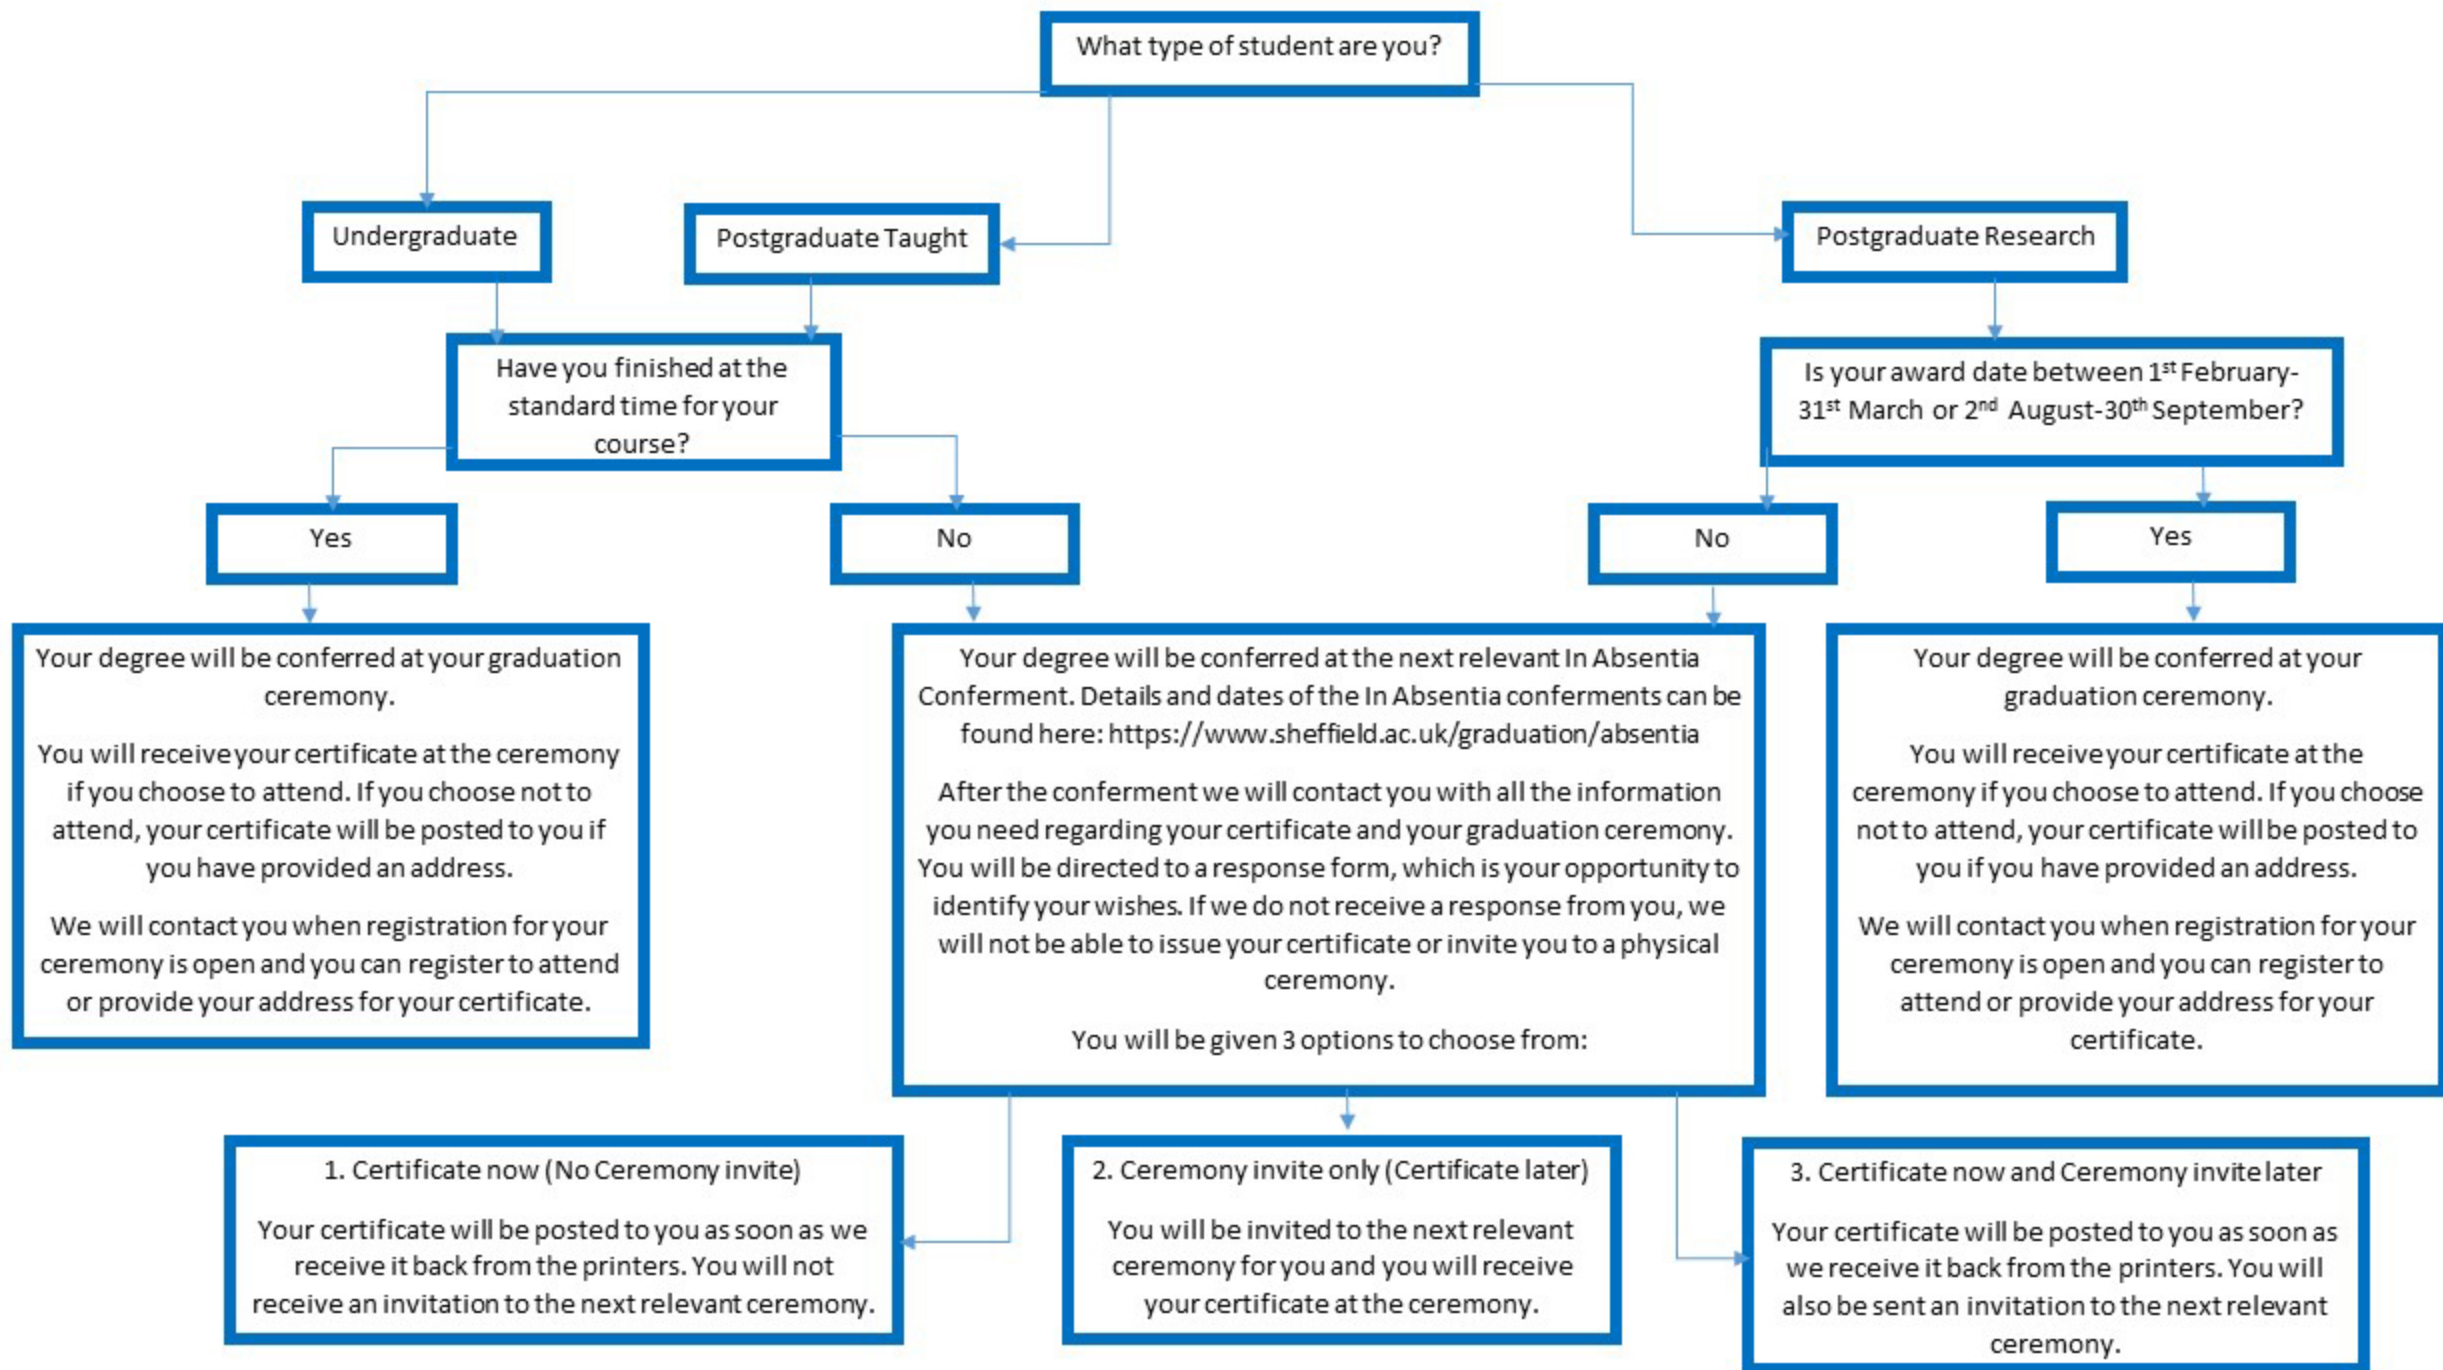 What type of student are you?
Undergraduate
Postgraduate Taught
Postgraduate Research
Have you finished at the
standard time for your
course?
Is your award date between 1st February-
31st March or 2nd August-30th September?
Yes
No
No
Yes
Your degree will be conferred at your graduation
ceremony.
You will receive your certificate at the ceremony
if you choose to attend. If you choose not to
attend, your certificate will be posted to you if
you have provided an address.
We will contact you when registration for your
ceremony is open and you can register to attend
or provide your address for your certificate.
Your degree will be conferred at the next relevant In Absentia
Conferment. Details and dates of the In Absentia conferments can be
found here: https://www.sheffield.ac.uk/graduation/absentia
After the conferment we will contact you with all the information
you need regarding your certificate and your graduation ceremony.
You will be directed to a response form, which is your opportunity to
identify your wishes. If we do not receive a response from you, we
will not be able to issue your certificate or invite you to a physical
ceremony.
You will be given 3 options to choose from:
Your degree will be conferred at your
graduation ceremony.
You will receive your certificate at the
ceremony if you choose to attend. If you choose
not to attend, your certificate will be posted to
you if you have provided an address.
We will contact you when registration for your
ceremony is open and you can register to
attend or provide your address for your
certificate.
1. Certificate now (No Ceremony invite)
Your certificate will be posted to you as soon as we
receive it back from the printers. You will not
receive an invitation to the next relevant ceremony.
2. Ceremony invite only (Certificate later)
You will be invited to the next relevant
ceremony for you and you will receive
your certificate at the ceremony.
3. Certificate now and Ceremony invite later
Your certificate will be posted to you as soon as
we receive it back from the printers. You will
also be sent an invitation to the next relevant
ceremony.